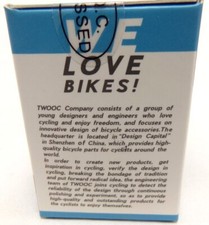 WE
LOVE
BIKES!
TWOOC Company consists of a group of
young designers and engineers who love
cycling and enjoy freedom, and focuses on
innovative design of bicycle accessories.The
headquarter is located in "Design Capital"
in Shenzhen of China, which provides high-
quality bicycle parts for cyclists around the
world.
In order to create new products, get
inspiration in cycling, verify the design in
cycling, breaking the bondage of tradition
and put forward radical idea, the engineering
team of TWOOC joins cycling to detect the
reliability of the design through continuous
polishing and experiment, so as to provide
high-quality and outstanding products for
the cyclists to enjoy themselves.